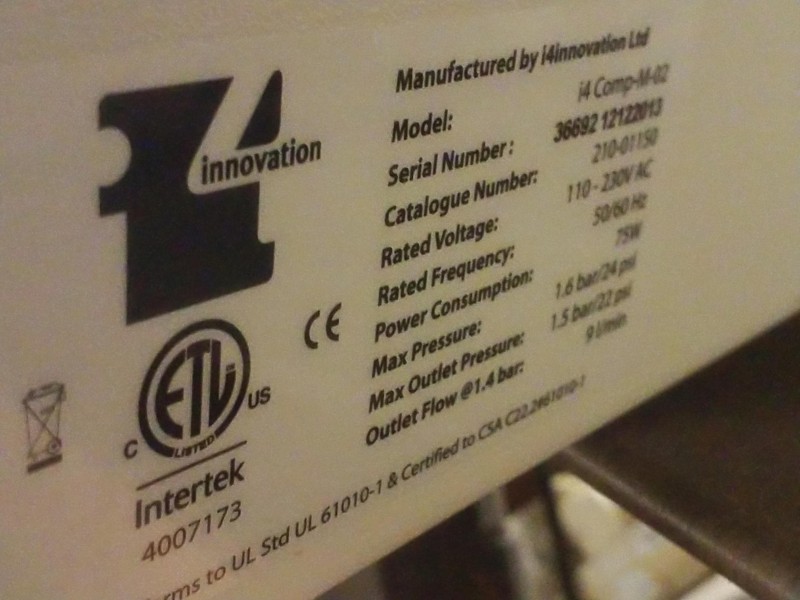 i4
innovation
Manufactured by i4innovation Ltd
Model: i4 Comp-M-02
Serial Number: 36692 12122013
Catalogue Number: 210-01150
Rated Voltage: 110 - 230V AC
Rated Frequency: 50/60 Hz
Power Consumption: 75W
Max Pressure: 1.6 bar/24 psi
Max Outlet Pressure: 1.5 bar/22 psi
Outlet Flow @1.4 bar: 9 l/min
CE
ETL
C US
LISTED
Intertek
4007173
rms to UL Std UL 61010-1 & Certified to CSA C22.2#61010-1